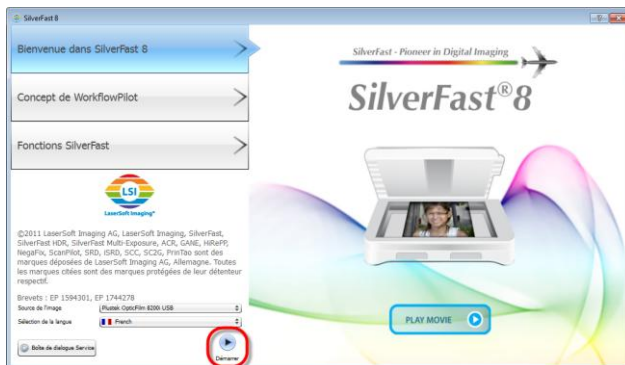 SilverFast 8
Bienvenue dans SilverFast 8
Concept de WorkflowPilot
Fonctions SilverFast
LSI
LaserSoft Imaging
©2011 LaserSoft Imaging AG, LaserSoft Imaging, SilverFast,
SilverFast HDR, SilverFast Multi-Exposure, ACR, GANE, HiRePP,
NegaFix, ScanPilot, SRD, iSRD, SCC, SC2G, PrinTao sont des
marques déposées de LaserSoft Imaging AG, Allemagne. Toutes
les marques citées sont des marques protégées de leur détenteur
respectif.
Brevets : EP 1594301, EP 1744278
Source de l'image Plustek OpticFilm 8200i USB
Sélection de la langue French
Boîte de dialogue Service
Démarrer
SilverFast - Pioneer in Digital Imaging
SilverFast®8
PLAY MOVIE